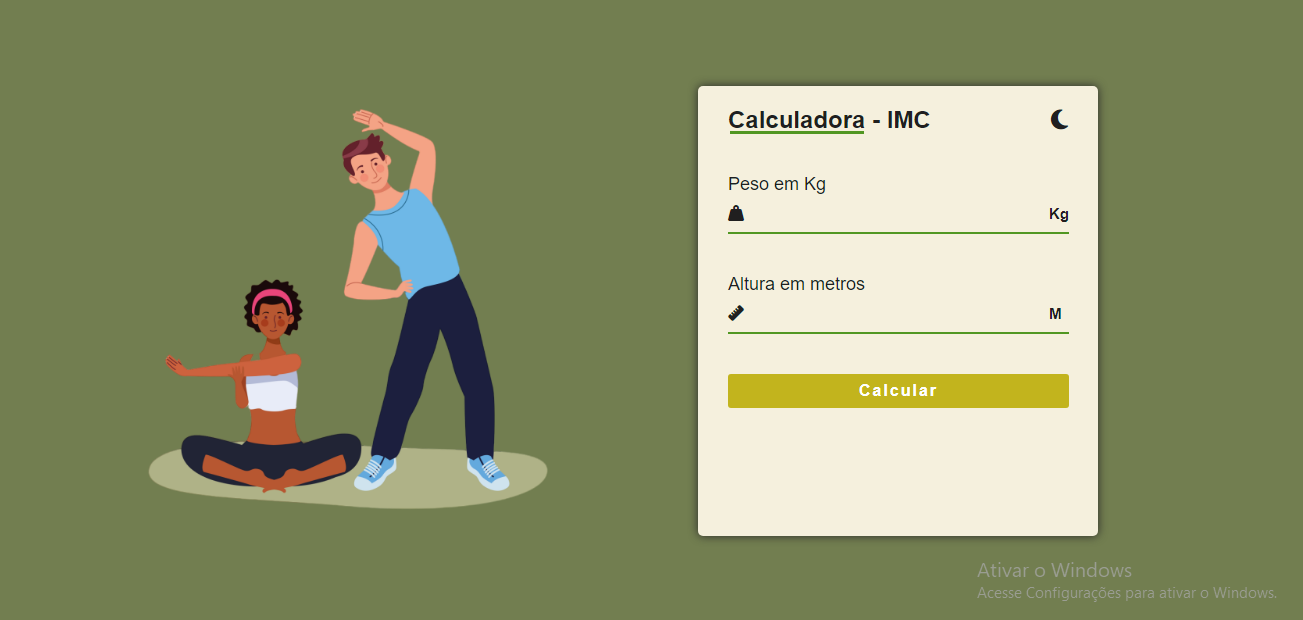 Calculadora - IMC
Peso em Kg
Kg
Altura em metros
M
Calcular
Ativar o Windows
Acesse Configurações para ativar o Windows.